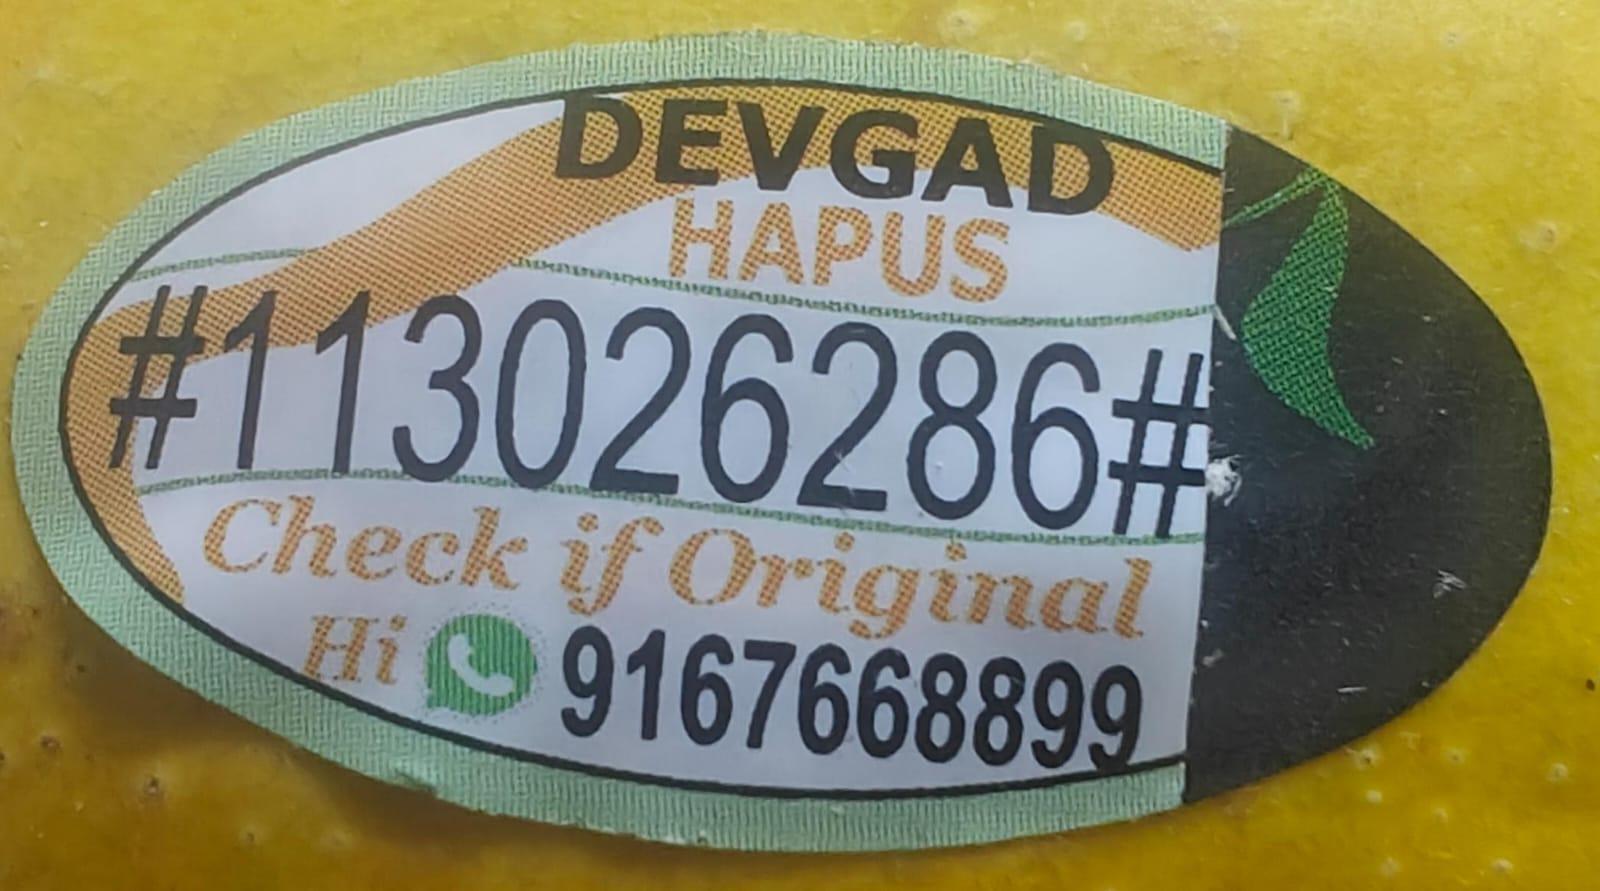 DEVGAD
HAPUS
#113026286#
Check if Original
Hi 9167668899